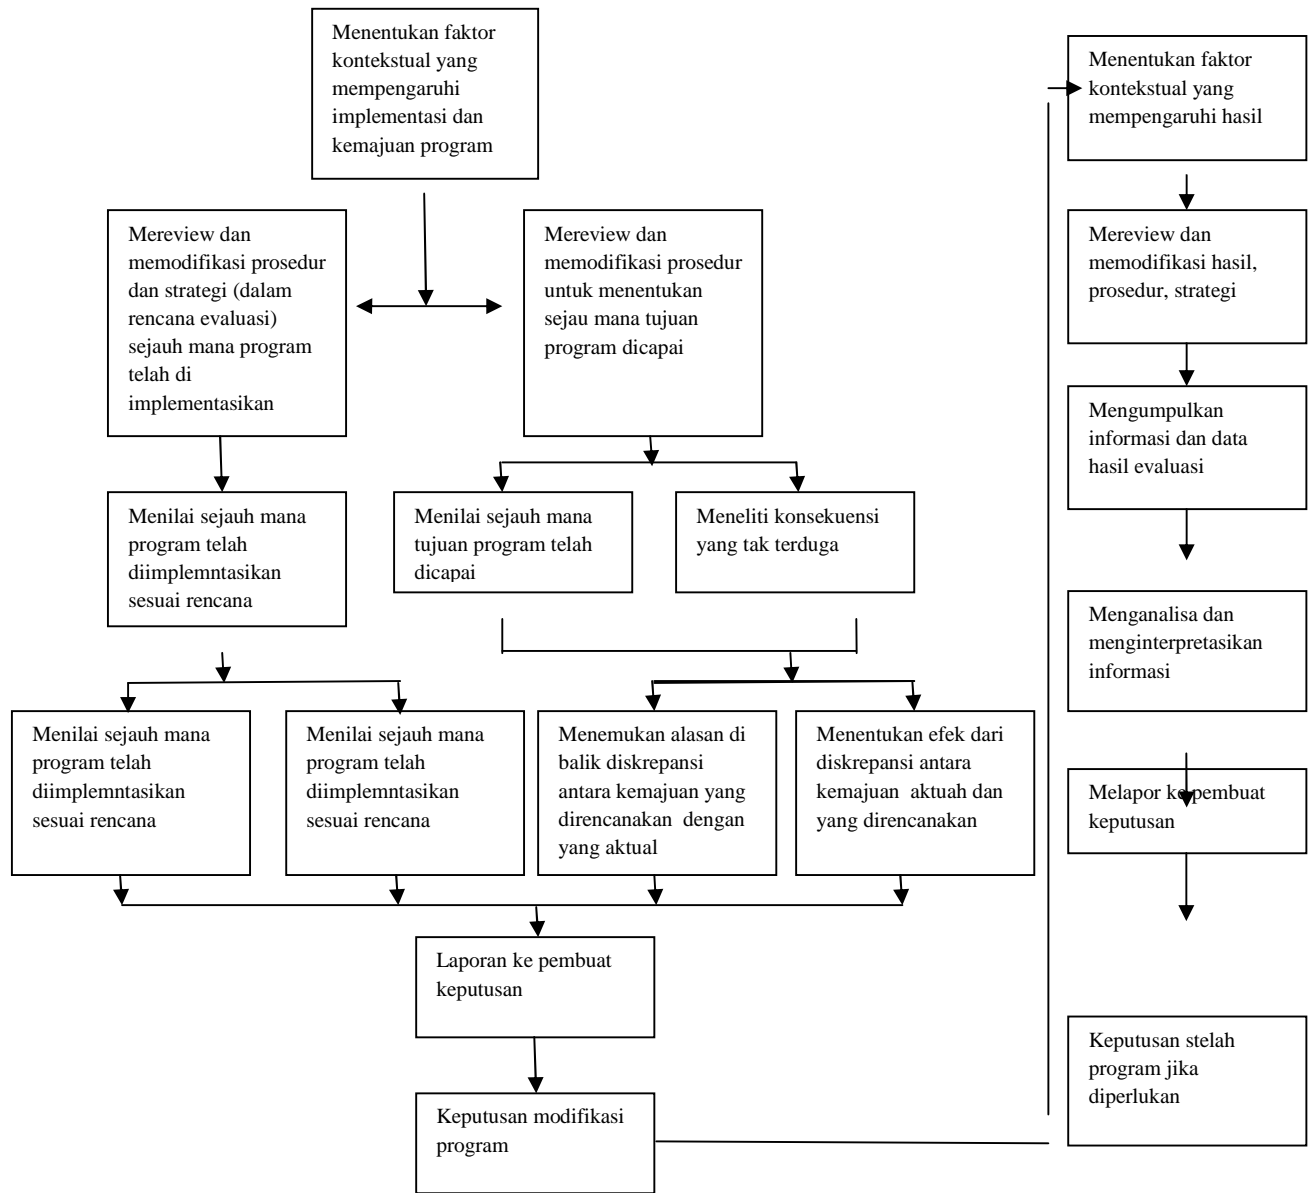 Menentukan faktor
kontekstual yang
mempengaruhi
implementasi dan
kemajuan program
Mereview dan
memodifikasi prosedur
dan strategi (dalam
rencana evaluasi)
sejauh mana program
telah di
implementasikan
Mereview dan
memodifikasi prosedur
untuk menentukan
sejau mana tujuan
program dicapai
Menilai sejauh mana
program telah
diimplemntasikan
sesuai rencana
Menilai sejauh mana
tujuan program telah
dicapai
Meneliti konsekuensi
yang tak terduga
Menilai sejauh mana
program telah
diimplemntasikan
sesuai rencana
Menilai sejauh mana
program telah
diimplemntasikan
sesuai rencana
Menemukan alasan di
balik diskrepansi
antara kemajuan yang
direncanakan dengan
yang aktual
Menentukan efek dari
diskrepansi antara
kemajuan aktuah dan
yang direncanakan
Laporan ke pembuat
keputusan
Keputusan modifikasi
program
Menentukan faktor
kontekstual yang
mempengaruhi hasil
Mereview dan
memodifikasi hasil,
prosedur, strategi
Mengumpulkan
informasi dan data
hasil evaluasi
Menganalisa dan
menginterpretasikan
informasi
Melapor ke pembuat
keputusan
Keputusan stelah
program jika
diperlukan